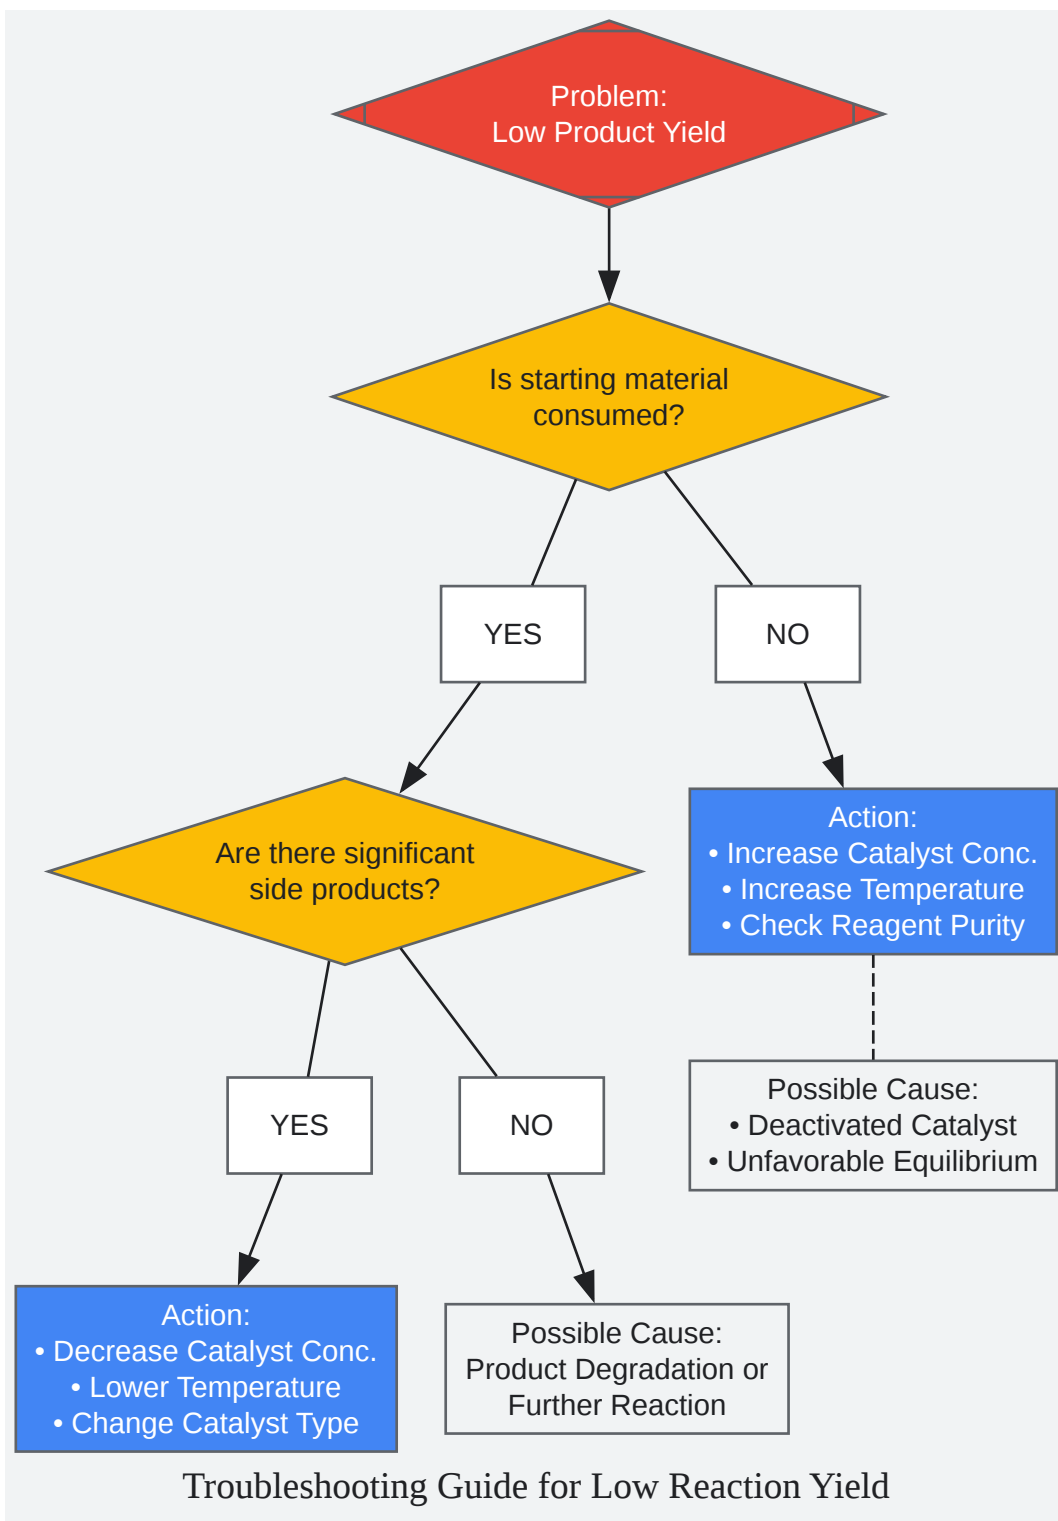 Problem:
Low Product Yield
Is starting material
consumed?
YES
NO
Are there significant
side products?
Action:
• Increase Catalyst Conc.
• Increase Temperature
• Check Reagent Purity
YES
NO
Possible Cause:
• Deactivated Catalyst
• Unfavorable Equilibrium
Action:
• Decrease Catalyst Conc.
• Lower Temperature
• Change Catalyst Type
Possible Cause:
Product Degradation or
Further Reaction
Troubleshooting Guide for Low Reaction Yield